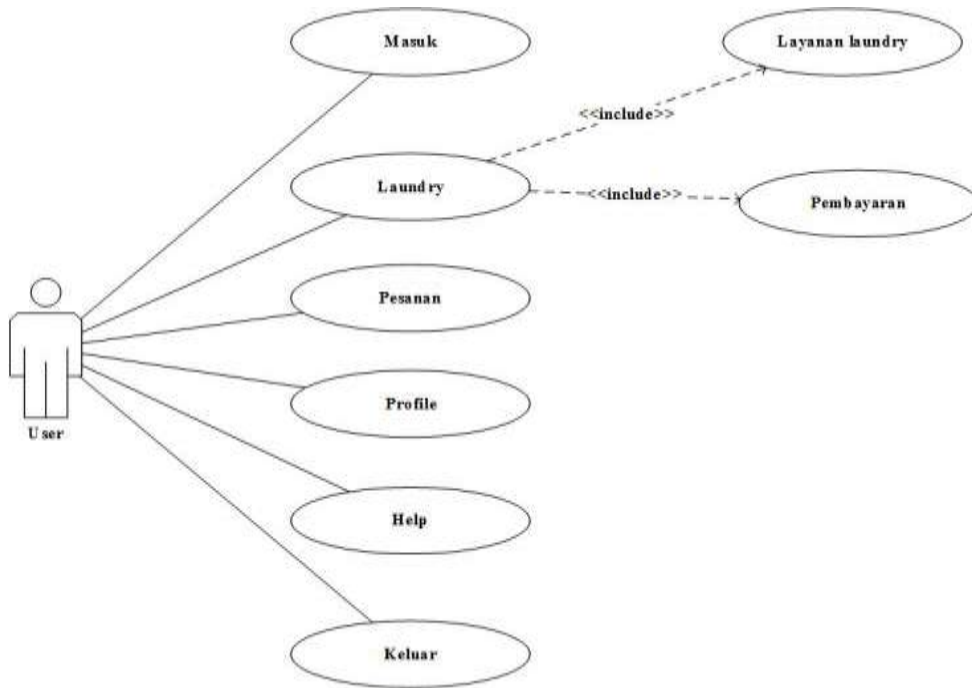 Masuk
Layanan laundry
<<include>>
Laundry
<<include>>
Pembayaran
Pesanan
Profile
User
Help
Keluar